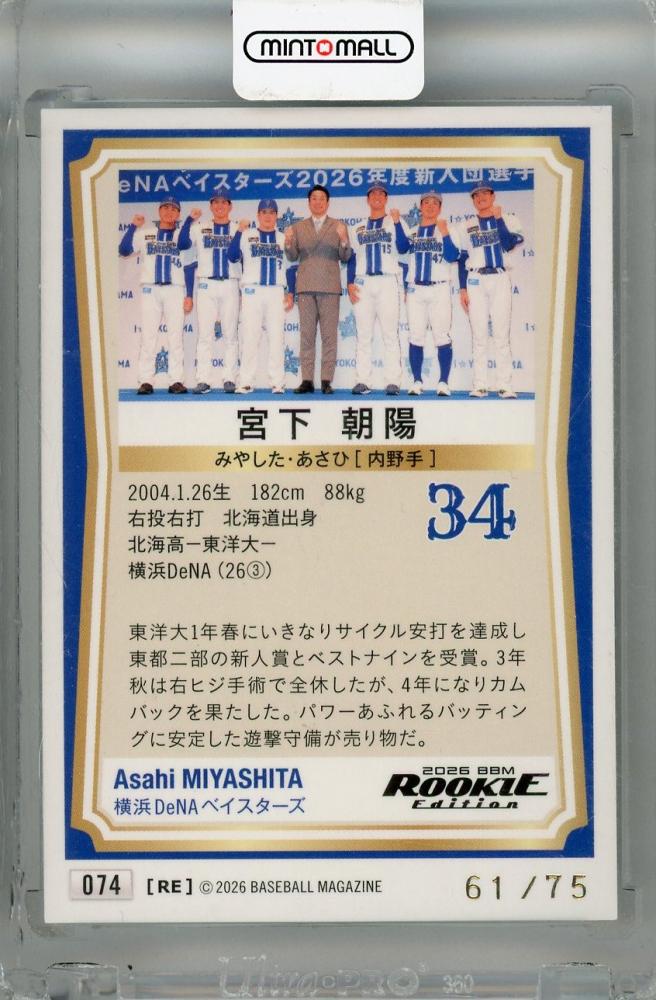 MINT MALL
eNAベイスターズ2026年度新入団選手
宮下 朝陽
みやした・あさひ[内野手]
2004.1.26生 182cm 88kg
34
右投右打 北海道出身
北海高ー東洋大ー
横浜DeNA(26③)
東洋大1年春にいきなりサイクル安打を達成し
東都二部の新人賞とベストナインを受賞。3年
秋は右ヒジ手術で全休したが、4年になりカム
バックを果たした。パワーあふれるバッティン
グに安定した遊撃守備が売り物だ。
Asahi MIYASHITA
横浜DeNAベイスターズ
2026 BBM
ROOKIE
Edition
074 [RE] © 2026 BASEBALL MAGAZINE
61/75
Ultra PRO 360